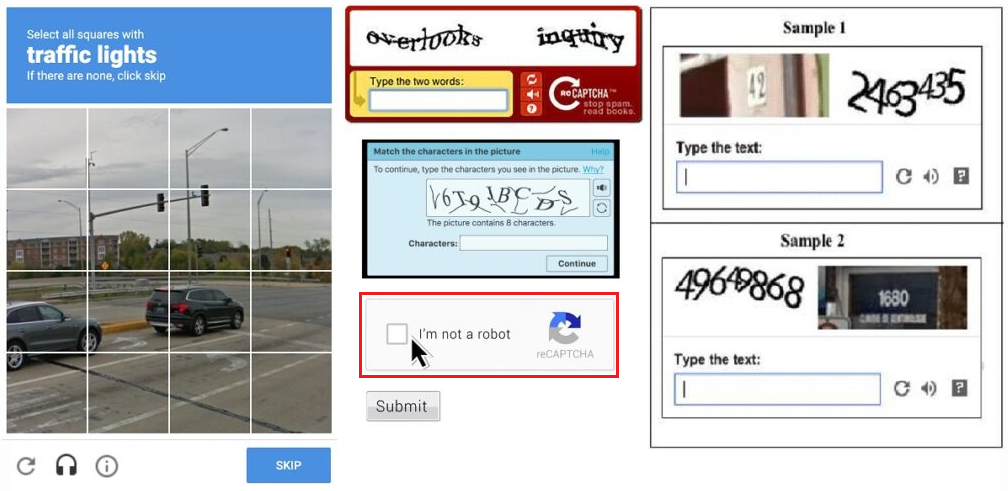 Select all squares with
traffic lights
If there are none, click skip
SKIP
overlooks inquiry
Type the two words:
reCAPTCHA™
stop spam.
read books.
Match the characters in the picture
Help
To continue, type the characters you see in the picture. Why?
The picture contains 8 characters.
Characters:
Continue
I'm not a robot
reCAPTCHA
Submit
Sample 1
42
2463435
Type the text:
Sample 2
49649868
1680
Type the text: